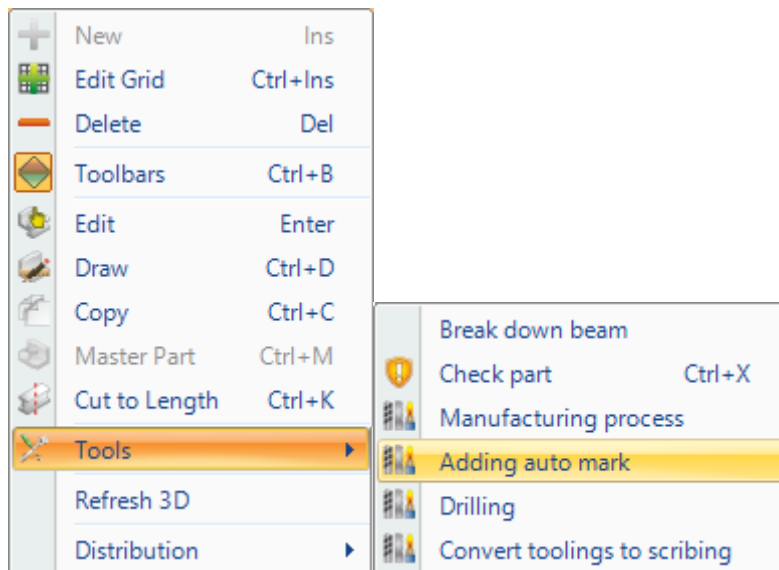 New Ins
Edit Grid Ctrl+Ins
Delete Del
Toolbars Ctrl+B
Edit Enter
Draw Ctrl+D
Copy Ctrl+C
Master Part Ctrl+M
Cut to Length Ctrl+K
Tools
Refresh 3D
Distribution
Break down beam
Check part Ctrl+X
Manufacturing process
Adding auto mark
Drilling
Convert toolings to scribing